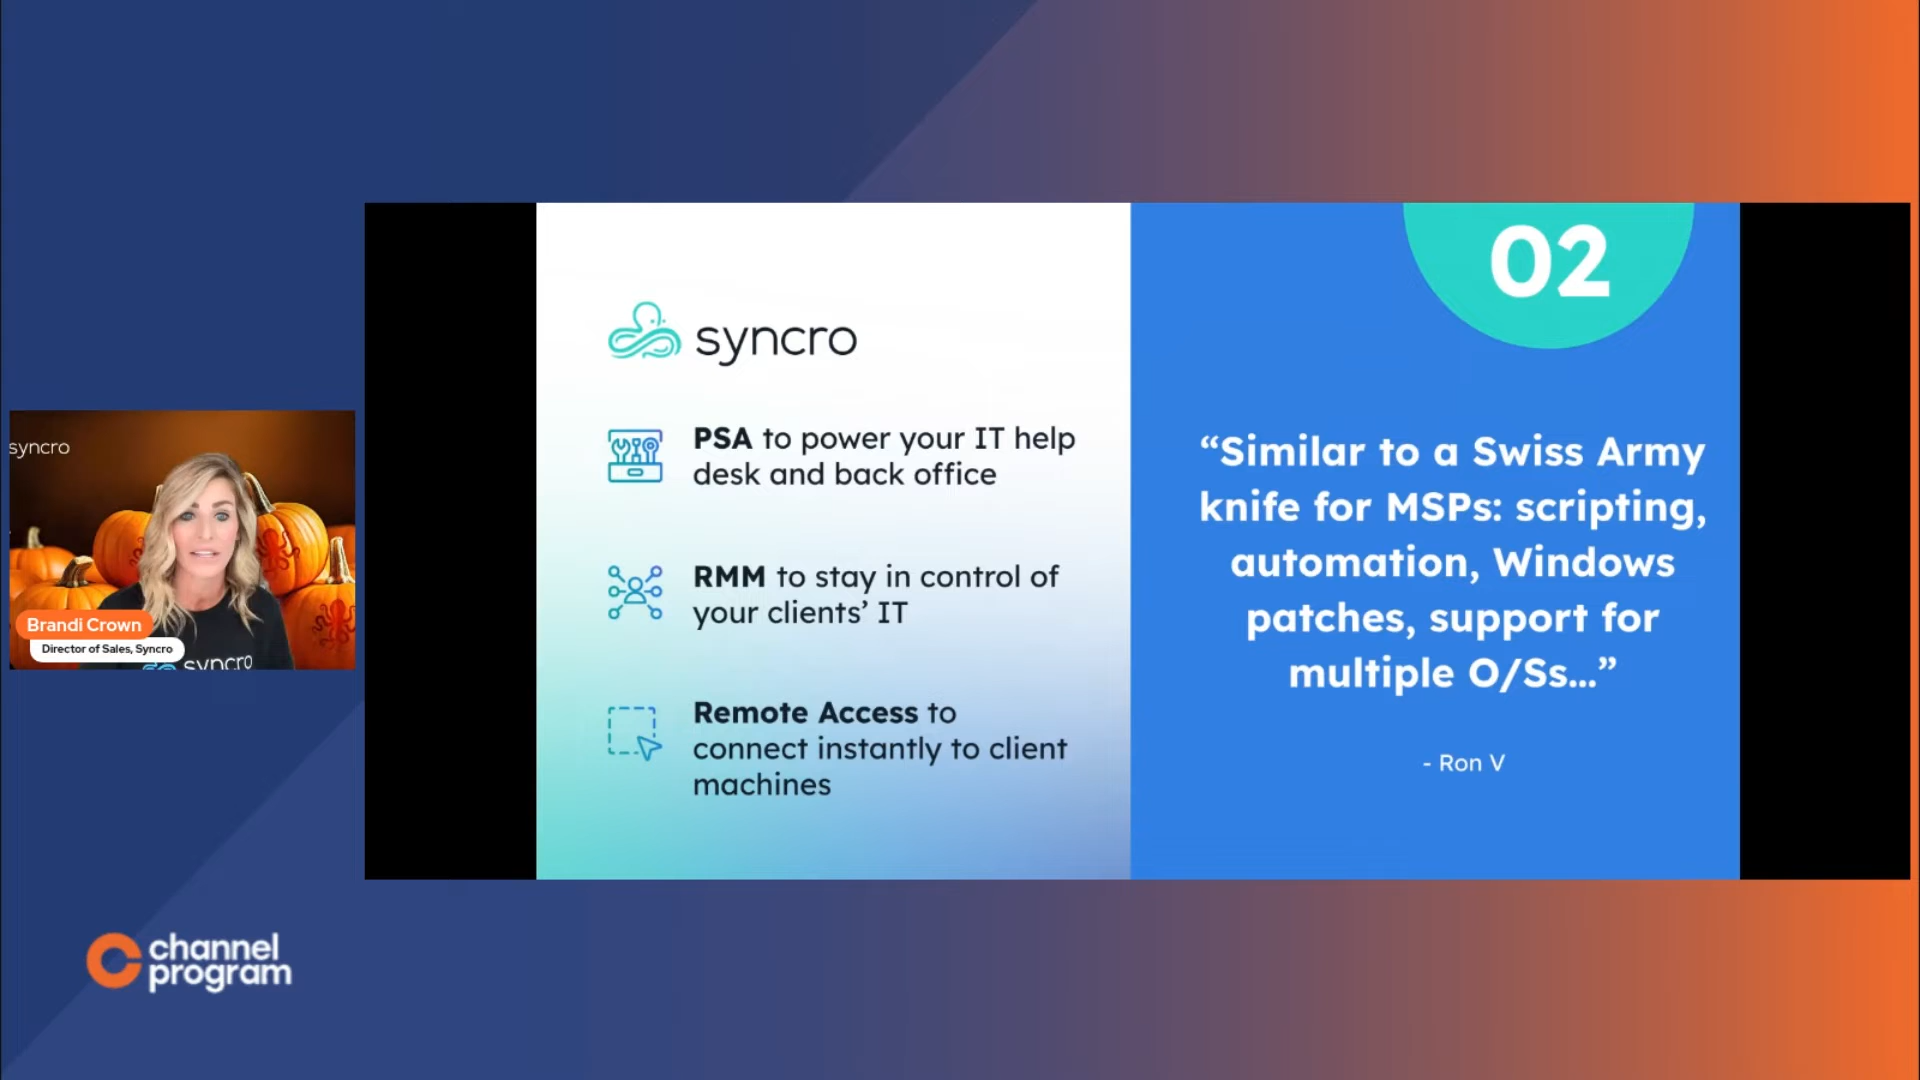 syncro
Brandi Crown
Director of Sales, Syncro
syncro
channel
program
syncro
PSA to power your IT help
desk and back office
RMM to stay in control of
your clients’ IT
Remote Access to
connect instantly to client
machines
02
“Similar to a Swiss Army
knife for MSPs: scripting,
automation, Windows
patches, support for
multiple O/Ss...”
- Ron V